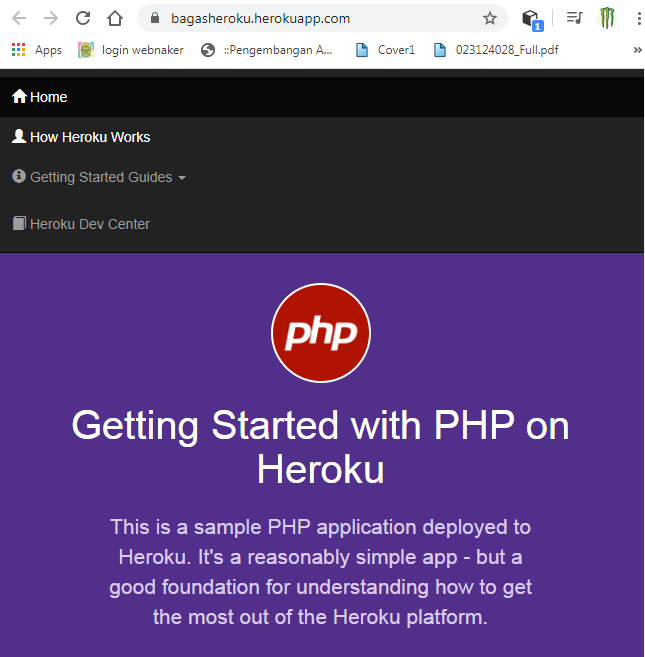 bagasheroku.herokuapp.com
1
Apps
login webnaker
::Pengembangan A...
Cover1
023124028_Full.pdf
»
Home
How Heroku Works
Getting Started Guides
Heroku Dev Center
php
Getting Started with PHP on
Heroku
This is a sample PHP application deployed to
Heroku. It's a reasonably simple app - but a
good foundation for understanding how to get
the most out of the Heroku platform.